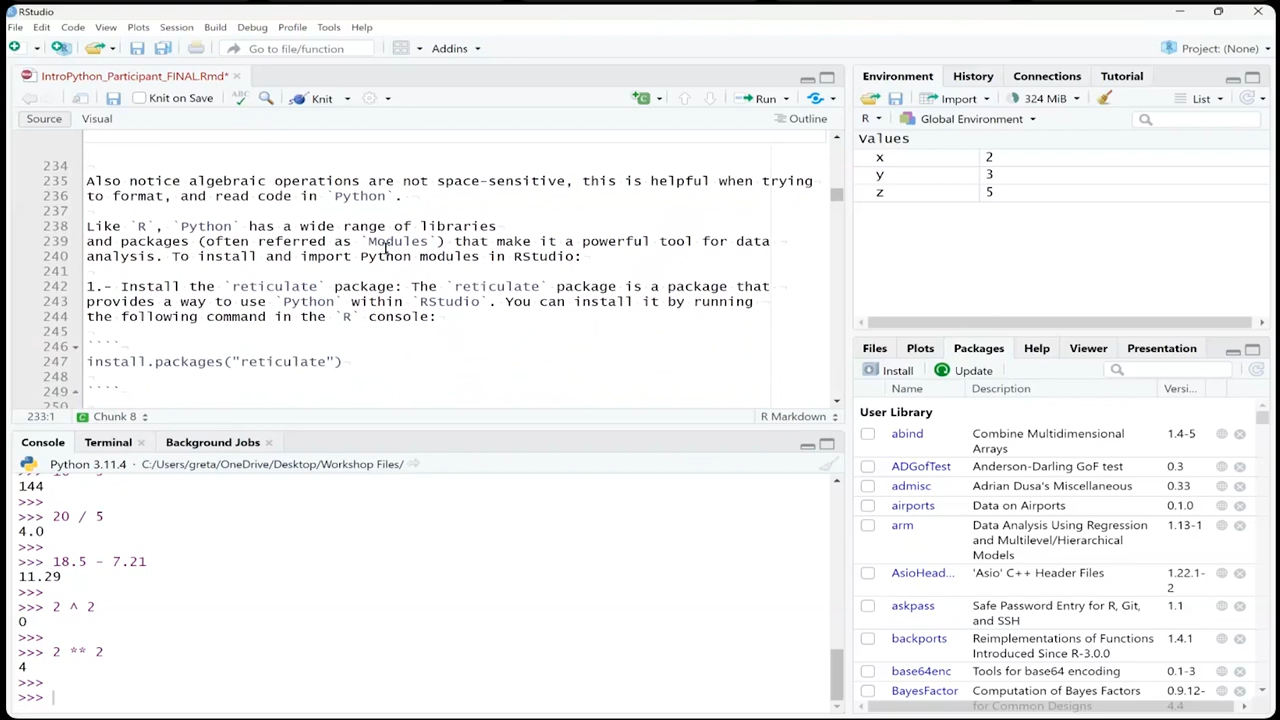 RStudio
File Edit Code View Plots Session Build Debug Profile Tools Help
Go to file/function
Addins
Project: (None)
IntroPython_Participant_FINAL.Rmd*
Knit on Save
ABC
Knit
Run
Source
Visual
Outline
234
235 Also notice algebraic operations are not space-sensitive, this is helpful when trying
236 to format, and read code in `Python`.
237
238 Like `R`, `Python` has a wide range of libraries
239 and packages (often referred as `Modules`) that make it a powerful tool for data
240 analysis. To install and import Python modules in RStudio:
241
242 1.- Install the `reticulate` package: The `reticulate` package is a package that
243 provides a way to use `Python` within `RStudio`. You can install it by running
244 the following command in the `R` console:
245
246 ````
247 install.packages("reticulate")
248
249 ````
250
233:1
Chunk 8
R Markdown
Console
Terminal
Background Jobs
Python 3.11.4 · C:/Users/greta/OneDrive/Desktop/Workshop Files/
144
>>>
>>> 20 / 5
4.0
>>>
>>> 18.5 - 7.21
11.29
>>>
>>> 2 ^ 2
0
>>>
>>> 2 ** 2
4
>>>
>>>
Environment
History
Connections
Tutorial
Import
324 MiB
List
R
Global Environment
Values
x 2
y 3
z 5
Files
Plots
Packages
Help
Viewer
Presentation
Install
Update
Name
Description
Versi...
User Library
abind Combine Multidimensional 1.4-5
Arrays
ADGofTest Anderson-Darling GoF test 0.3
admisc Adrian Dusa's Miscellaneous 0.33
airports Data on Airports 0.1.0
arm Data Analysis Using Regression 1.13-1
and Multilevel/Hierarchical
Models
AsioHead... 'Asio' C++ Header Files 1.22.1-
2
askpass Safe Password Entry for R, Git, 1.1
and SSH
backports Reimplementations of Functions 1.4.1
Introduced Since R-3.0.0
base64enc Tools for base64 encoding 0.1-3
BayesFactor Computation of Bayes Factors 0.9.12-
for Common Designs 4.4